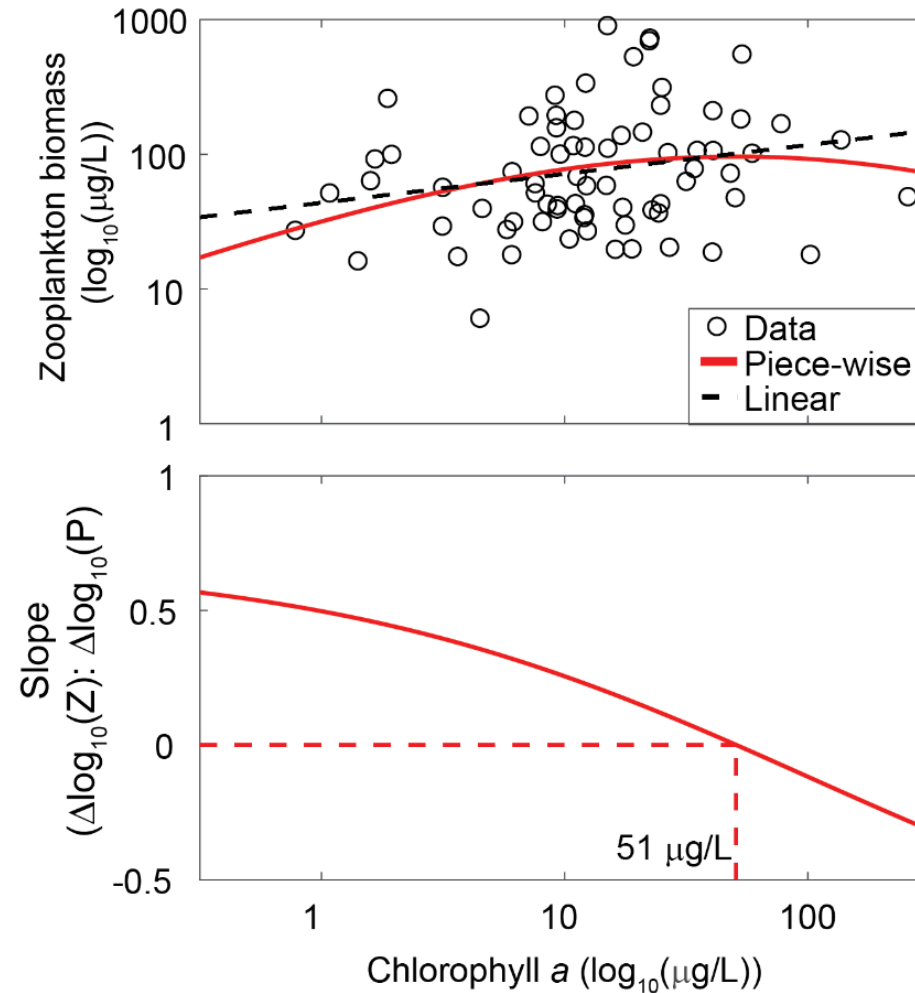 Zooplankton biomass
(log₁₀(μg/L))
1000
100
10
1
Data
Piece-wise
Linear
Slope
(Δlog₁₀(Z): Δlog₁₀(P)
1
0.5
0
-0.5
51 μg/L
1
10
100
Chlorophyll a (log₁₀(μg/L))